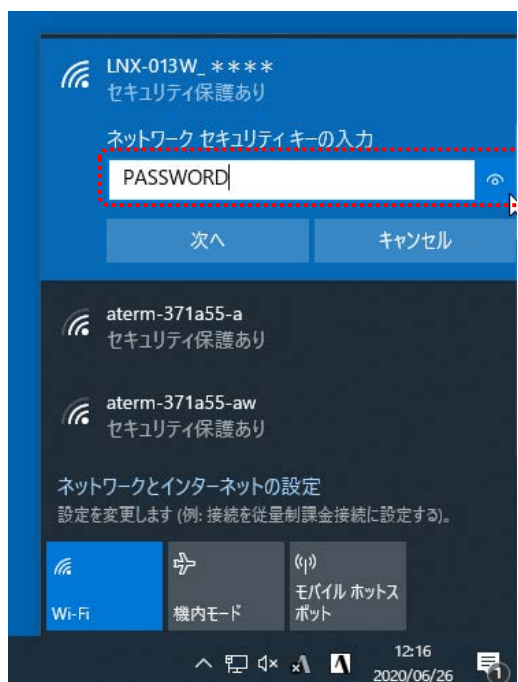 LNX-013W_＊＊＊＊
セキュリティ保護あり
ネットワーク セキュリティ キーの入力
PASSWORD
次へ
キャンセル
aterm-371a55-a
セキュリティ保護あり
aterm-371a55-aw
セキュリティ保護あり
ネットワークとインターネットの設定
設定を変更します (例: 接続を従量制課金接続に設定する)。
Wi-Fi
機内モード
モバイル ホットス
ポット
12:16
2020/06/26
1